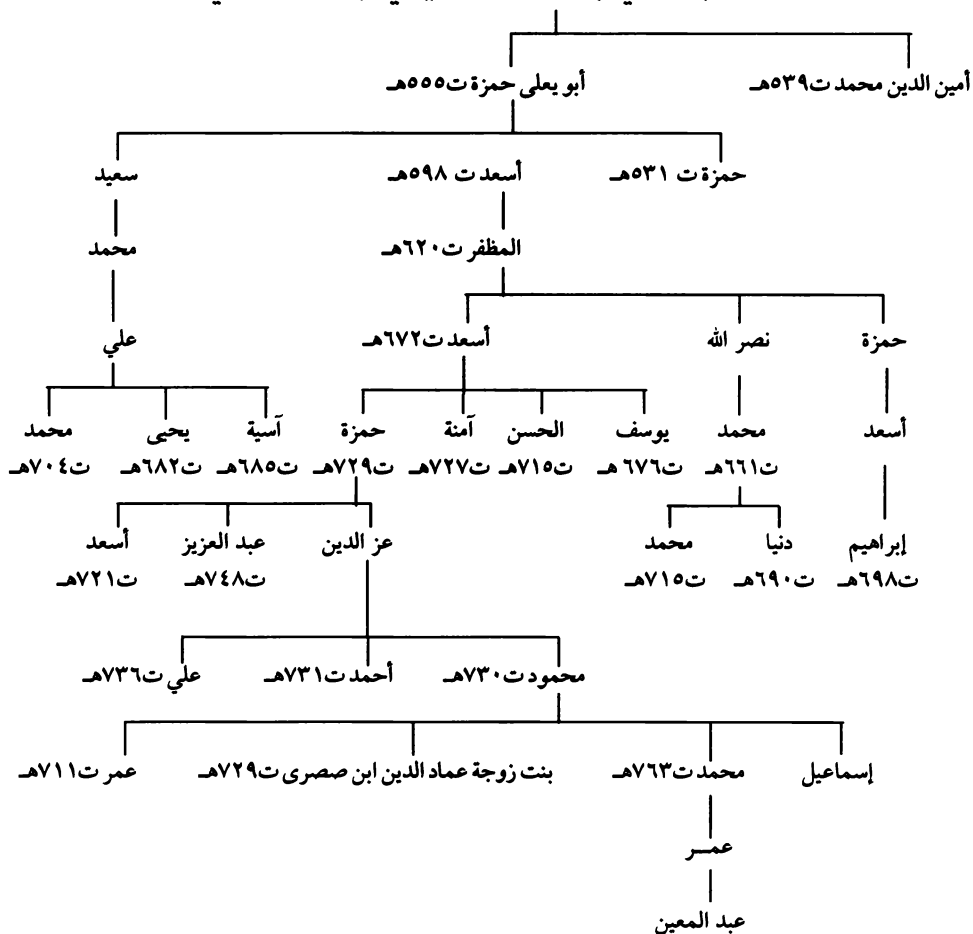 أمين الدين محمد ت٥٣٩هـ أبو يعلى حمزة ت٥٥٥هـ
حمزة ت ٥٣١هـ أسعد ت ٥٩٨هـ سعيد
المظفر ت٦٢٠هـ محمد
حمزة نصر الله أسعد ت٦٧٢هـ علي
أسعد محمد يوسف الحسن آمنة حمزة آسية يحيى محمد
ت٦٦١هـ ت٦٧٦هـ ت٧١٥هـ ت٧٢٧هـ ت٧٢٩هـ ت٦٨٥هـ ت٦٨٢هـ ت٧٠٤هـ
إبراهيم دنيا محمد عز الدين عبد العزيز أسعد
ت٦٩٨هـ ت٦٩٠هـ ت٧١٥هـ ت٧٤٨هـ ت٧٢١هـ
محمود ت٧٣٠هـ أحمد ت٧٣١هـ علي ت٧٣٦هـ
إسماعيل محمد ت٧٦٣هـ بنت زوجة عماد الدين ابن صصرى ت٧٢٩هـ عمر ت٧١١هـ
عمـر
عبد المعين